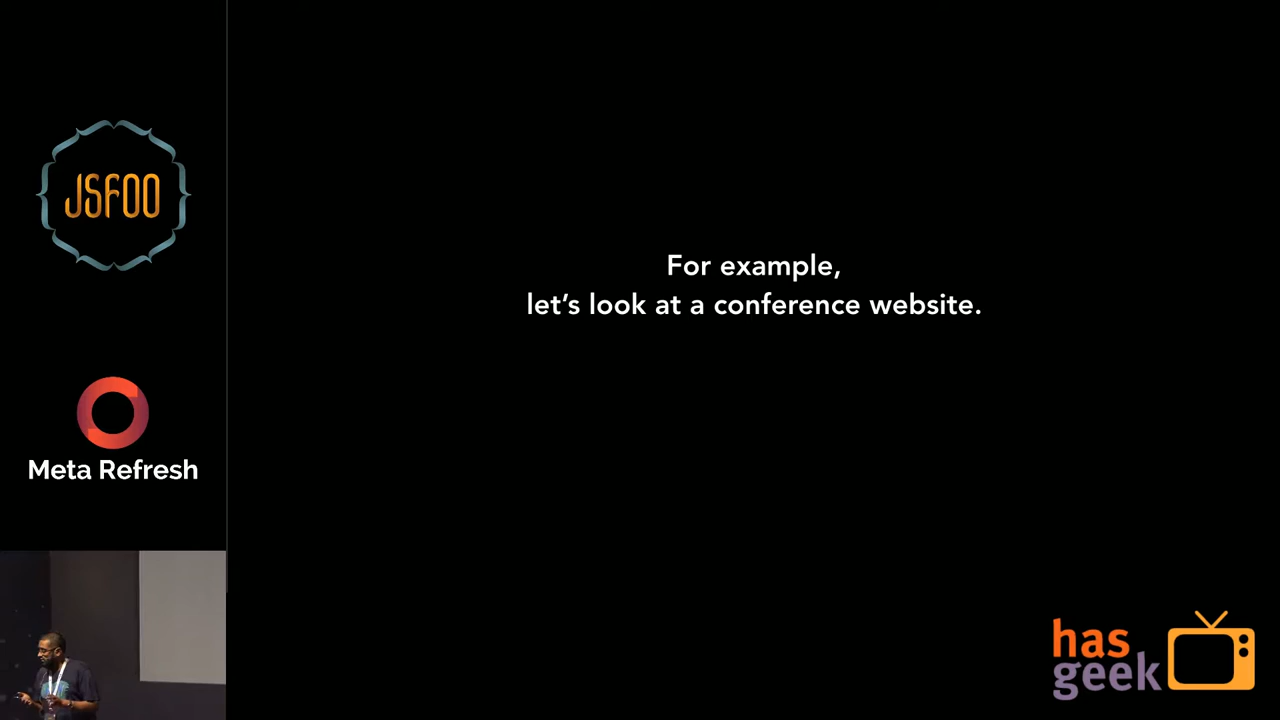 JSFOO
For example,
let's look at a conference website.
Meta Refresh
has
geek